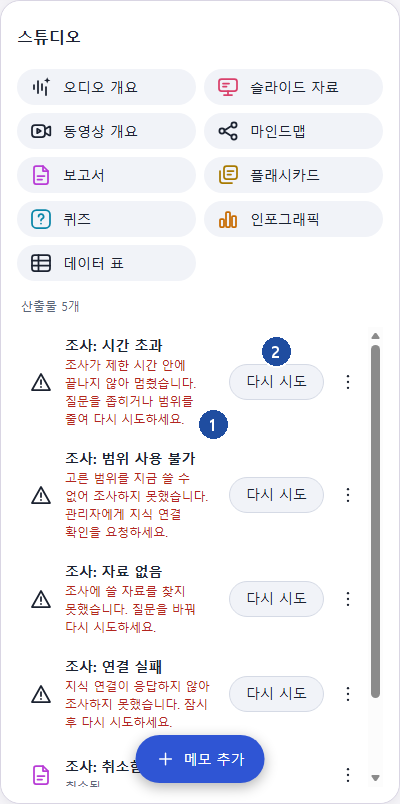 스튜디오
오디오 개요
슬라이드 자료
동영상 개요
마인드맵
보고서
플래시카드
퀴즈
인포그래픽
데이터 표
산출물 5개
조사: 시간 초과
조사가 제한 시간 안에
끝나지 않아 멈췄습니다.
질문을 좁히거나 범위를
줄여 다시 시도하세요.
2
다시 시도
1
조사: 범위 사용 불가
고른 범위를 지금 쓸 수
없어 조사하지 못했습니다.
관리자에게 지식 연결
확인을 요청하세요.
다시 시도
조사: 자료 없음
조사에 쓸 자료를 찾지
못했습니다. 질문을 바꿔
다시 시도하세요.
다시 시도
조사: 연결 실패
지식 연결이 응답하지 않아
조사하지 못했습니다. 잠시
후 다시 시도하세요.
다시 시도
조사: 취소
메모 추가